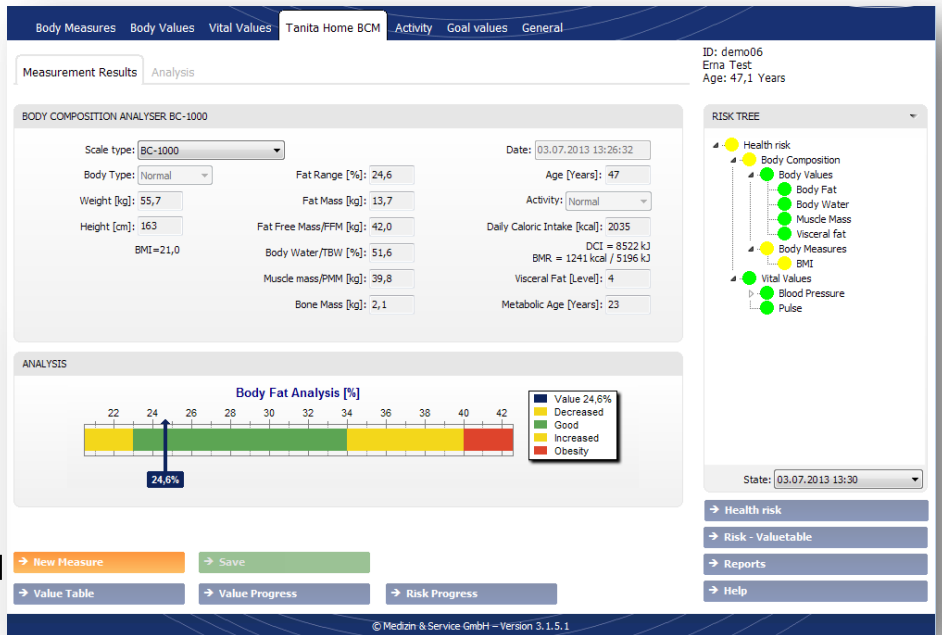 Body Measures Body Values Vital Values Tanita Home BCM Activity Goal values General
ID: demo06
Erna Test
Age: 47,1 Years
Measurement Results Analysis
BODY COMPOSITION ANALYSER BC-1000
Scale type: BC-1000 Date: 03.07.2013 13:26:32
Body Type: Normal Fat Range [%]: 24,6 Age [Years]: 47
Weight [kg]: 55,7 Fat Mass [kg]: 13,7 Activity: Normal
Height [cm]: 163 Fat Free Mass/FFM [kg]: 42,0 Daily Caloric Intake [kcal]: 2035
BMI=21,0 Body Water/TBW [%]: 51,6 DCI = 8522 kJ
BMR = 1241 kcal / 5196 kJ
Muscle mass/PMM [kg]: 39,8 Visceral Fat [Level]: 4
Bone Mass [kg]: 2,1 Metabolic Age [Years]: 23
ANALYSIS
Body Fat Analysis [%]
22 24 26 28 30 32 34 36 38 40 42
24,6%
Value 24,6%
Decreased
Good
Increased
Obesity
RISK TREE
Health risk
Body Composition
Body Values
Body Fat
Body Water
Muscle Mass
Visceral fat
Body Measures
BMI
Vital Values
Blood Pressure
Pulse
State: 03.07.2013 13:30
→ Health risk
→ Risk - Valuetable
→ Reports
→ Help
→ New Measure → Save
→ Value Table → Value Progress → Risk Progress
© Medizin & Service GmbH – Version 3.1.5.1